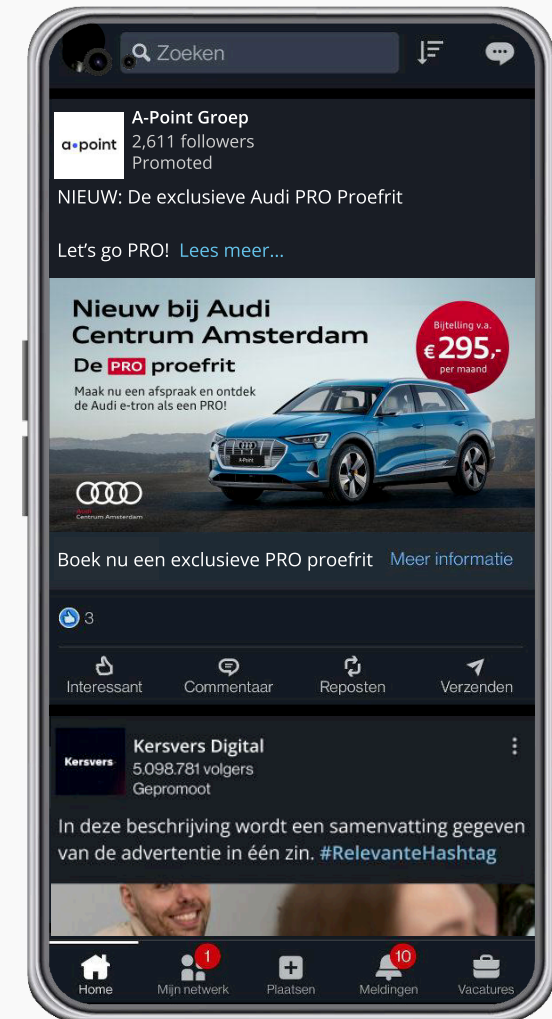 Zoeken
A-Point Groep
a•point
2,611 followers
Promoted
NIEUW: De exclusieve Audi PRO Proefrit
Let's go PRO! Lees meer...
Nieuw bij Audi
Centrum Amsterdam
De PRO proefrit
Maak nu een afspraak en ontdek
de Audi e-tron als een PRO!
Bijtelling v.a.
€295,-
per maand
A-Point
Audi
Centrum Amsterdam
Boek nu een exclusieve PRO proefrit Meer informatie
3
Interessant Commentaar Reposten Verzenden
Kersvers
Kersvers Digital
5.098.781 volgers
Gepromoot
In deze beschrijving wordt een samenvatting gegeven
van de advertentie in één zin. #RelevanteHashtag
1 10
Home Mijn netwerk Plaatsen Meldingen Vacatures